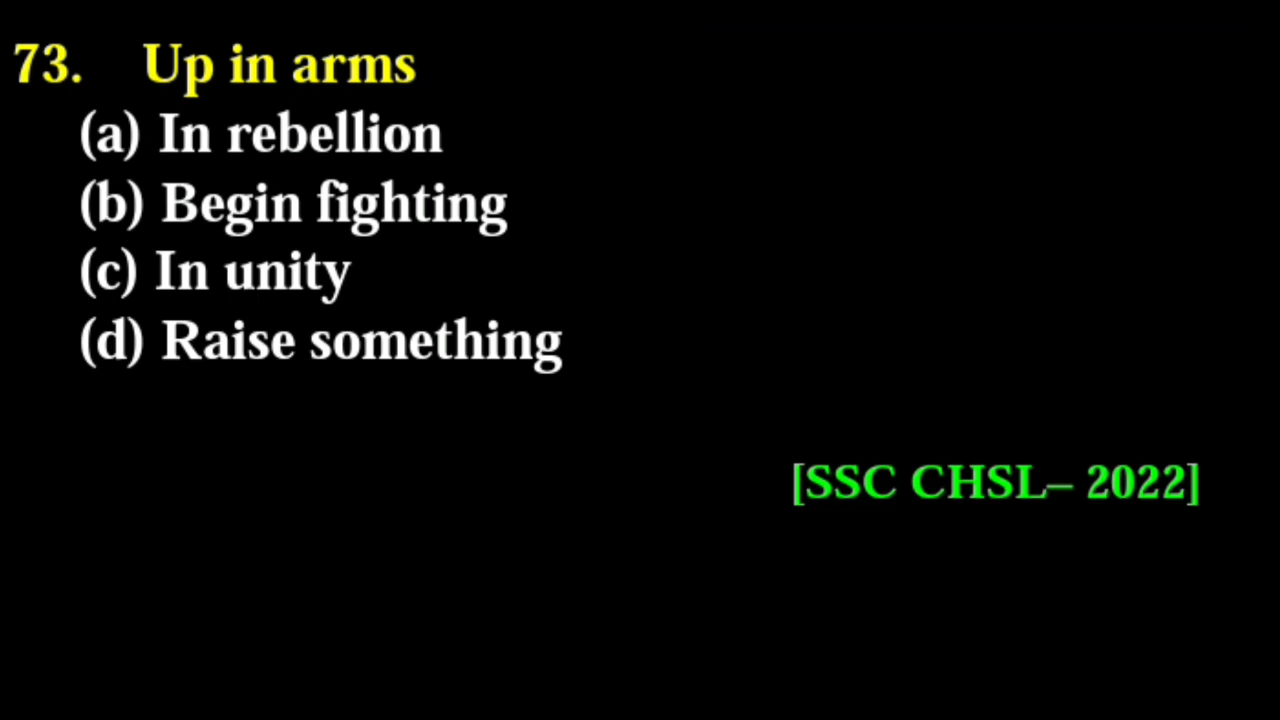 73. Up in arms
(a) In rebellion
(b) Begin fighting
(c) In unity
(d) Raise something
[SSC CHSL– 2022]